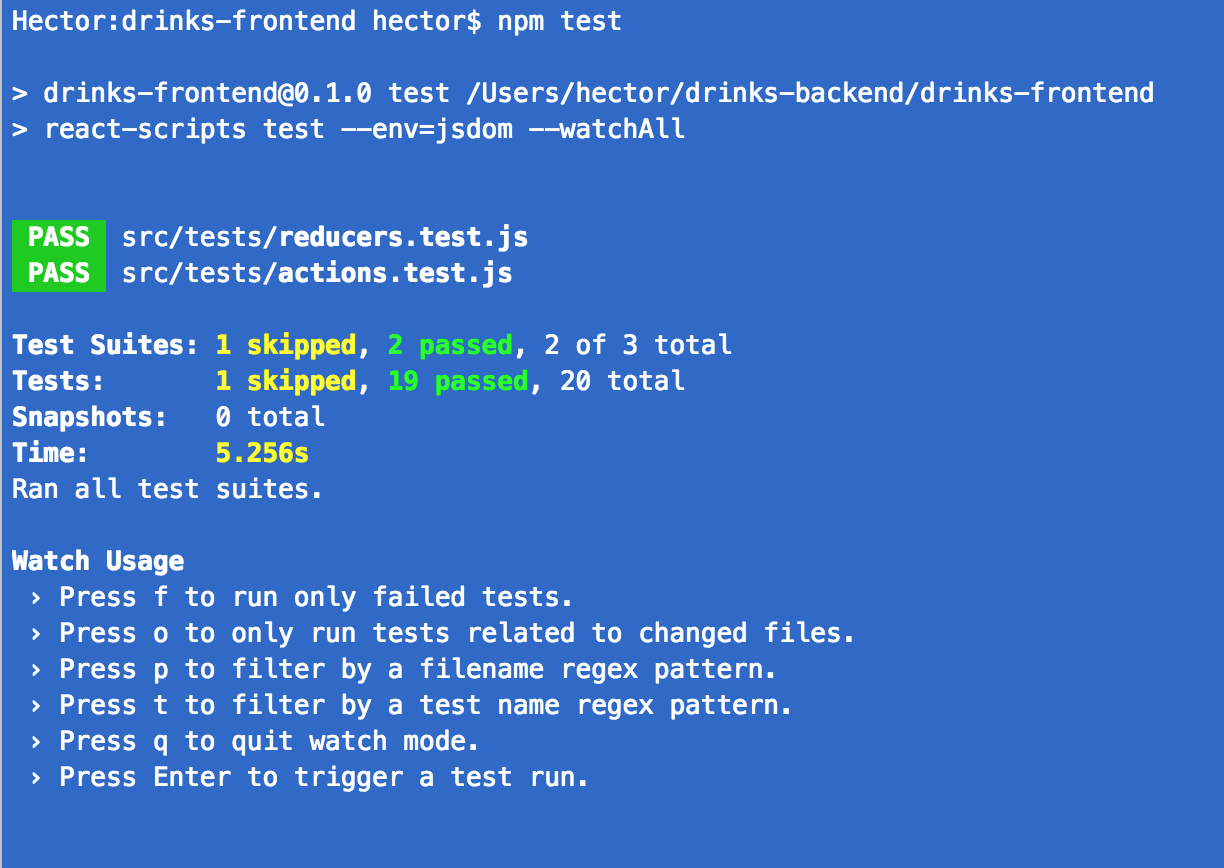 Hector:drinks-frontend hector$ npm test
> drinks-frontend@0.1.0 test /Users/hector/drinks-backend/drinks-frontend
> react-scripts test --env=jsdom --watchAll
PASS src/tests/reducers.test.js
PASS src/tests/actions.test.js
Test Suites: 1 skipped, 2 passed, 2 of 3 total
Tests: 1 skipped, 19 passed, 20 total
Snapshots: 0 total
Time: 5.256s
Ran all test suites.
Watch Usage
› Press f to run only failed tests.
› Press o to only run tests related to changed files.
› Press p to filter by a filename regex pattern.
› Press t to filter by a test name regex pattern.
› Press q to quit watch mode.
› Press Enter to trigger a test run.